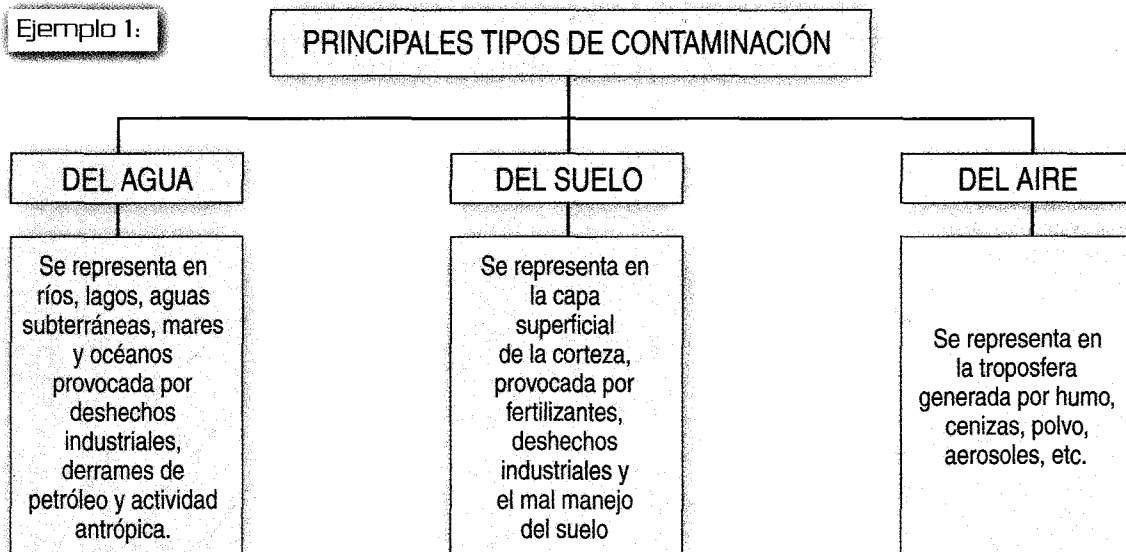 Ejemplo 1:
PRINCIPALES TIPOS DE CONTAMINACIÓN
DEL AGUA
Se representa en
ríos, lagos, aguas
subterráneas, mares
y océanos
provocada por
deshechos
industriales,
derrames de
petróleo y actividad
antrópica.
DEL SUELO
Se representa en
la capa
superficial
de la corteza,
provocada por
fertilizantes,
deshechos
industriales y
el mal manejo
del suelo
DEL AIRE
Se representa en
la troposfera
generada por humo,
cenizas, polvo,
aerosoles, etc.